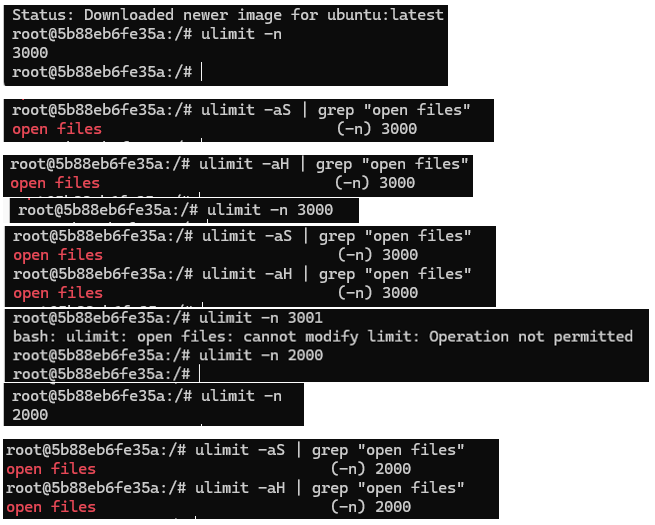 Status: Downloaded newer image for ubuntu:latest
root@5b88eb6fe35a:/# ulimit -n
3000
root@5b88eb6fe35a:/#
root@5b88eb6fe35a:/# ulimit -aS | grep "open files"
open files (-n) 3000
root@5b88eb6fe35a:/# ulimit -aH | grep "open files"
open files (-n) 3000
root@5b88eb6fe35a:/# ulimit -n 3000
root@5b88eb6fe35a:/# ulimit -aS | grep "open files"
open files (-n) 3000
root@5b88eb6fe35a:/# ulimit -aH | grep "open files"
open files (-n) 3000
root@5b88eb6fe35a:/# ulimit -n 3001
bash: ulimit: open files: cannot modify limit: Operation not permitted
root@5b88eb6fe35a:/# ulimit -n 2000
root@5b88eb6fe35a:/#
root@5b88eb6fe35a:/# ulimit -n
2000
root@5b88eb6fe35a:/# ulimit -aS | grep "open files"
open files (-n) 2000
root@5b88eb6fe35a:/# ulimit -aH | grep "open files"
open files (-n) 2000